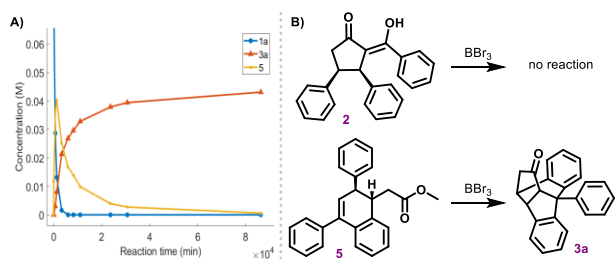 A)
0.06
0.05
0.04
0.03
0.02
0.01
0
Concentration (M)
0 2 4 6 8
×10⁴
Reaction time (min)
1a
3a
5
B)
O OH
2
BBr₃
no reaction
H
O
O
5
BBr₃
O
3a